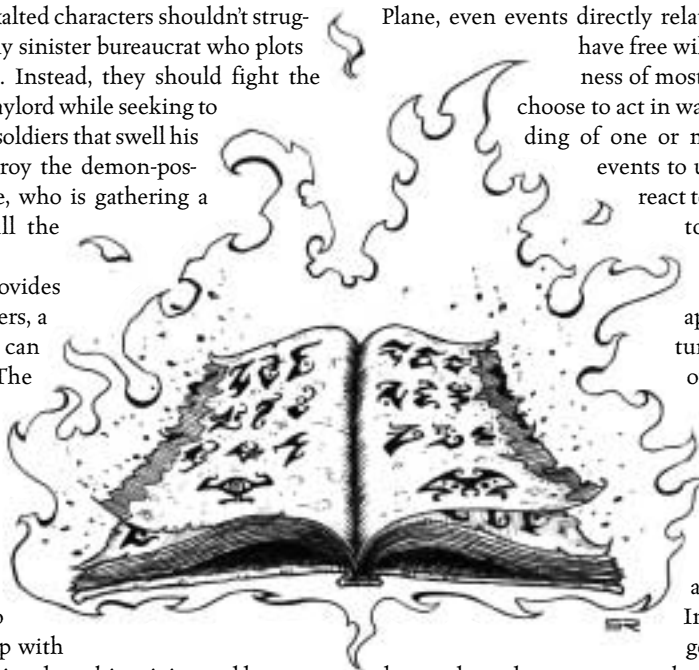 alted characters shouldn't strug-
ly sinister bureaucrat who plots
. Instead, they should fight the
aylord while seeking to
soldiers that swell his
roy the demon-pos-
e, who is gathering a
ll the
ovides
ers, a
can
The
o
p with
Plane, even events directly rela
have free wil
ness of most
choose to act in wa
ding of one or m
events to u
react t
to
ap
tur
o
a
In
ge
SR